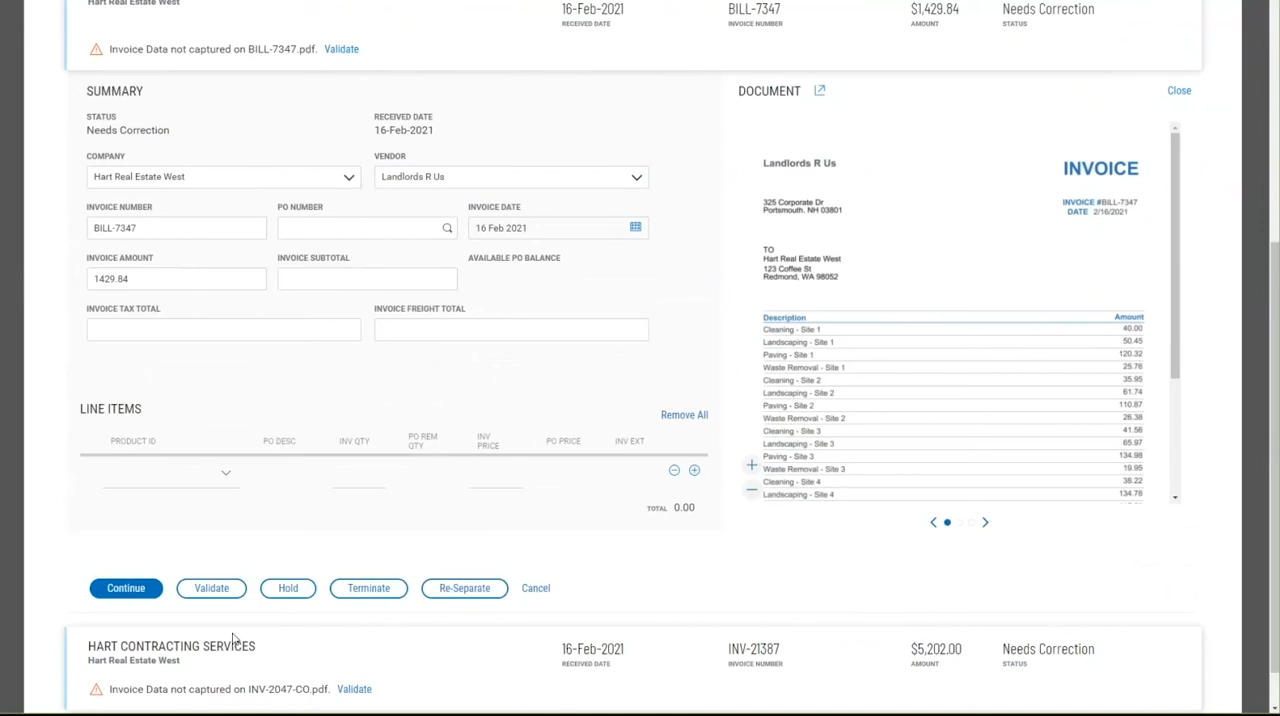 Hart Real Estate West
16-Feb-2021 BILL-7347 $1,429.84 Needs Correction
RECEIVED DATE INVOICE NUMBER AMOUNT STATUS
Invoice Data not captured on BILL-7347.pdf. Validate
SUMMARY
DOCUMENT Close
STATUS RECEIVED DATE
Needs Correction 16-Feb-2021
COMPANY VENDOR
Hart Real Estate West Landlords R Us
INVOICE NUMBER PO NUMBER INVOICE DATE
BILL-7347 16 Feb 2021
INVOICE AMOUNT INVOICE SUBTOTAL AVAILABLE PO BALANCE
1429.84
INVOICE TAX TOTAL INVOICE FREIGHT TOTAL
LINE ITEMS
Remove All
PRODUCT ID PO DESC INV QTY PO REM QTY INV PRICE PO PRICE INV EXT
TOTAL 0.00
Landlords R Us INVOICE
325 Corporate Dr INVOICE #BILL-7347
Portsmouth. NH 03801 DATE 2/16/2021
TO
Hart Real Estate West
123 Coffee St
Redmond, WA 98052
Description Amount
Cleaning - Site 1 40.00
Landscaping - Site 1 50.45
Paving - Site 1 120.32
Waste Removal - Site 1 25.76
Cleaning - Site 2 35.95
Landscaping - Site 2 61.74
Paving - Site 2 110.87
Waste Removal - Site 2 26.38
Cleaning - Site 3 41.56
Landscaping - Site 3 65.97
Paving - Site 3 134.98
Waste Removal - Site 3 19.95
Cleaning - Site 4 38.22
Landscaping - Site 4 134.78
Continue Validate Hold Terminate Re-Separate Cancel
HART CONTRACTING SERVICES
Hart Real Estate West
16-Feb-2021 INV-21387 $5,202.00 Needs Correction
RECEIVED DATE INVOICE NUMBER AMOUNT STATUS
Invoice Data not captured on INV-2047-CO.pdf. Validate